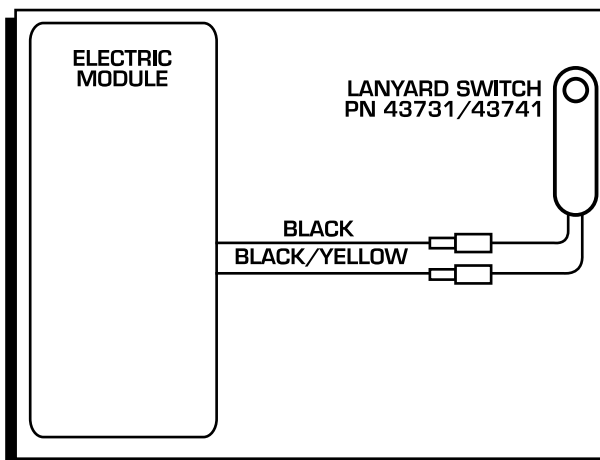 ELECTRIC
MODULE
LANYARD SWITCH
PN 43731/43741
BLACK
BLACK/YELLOW